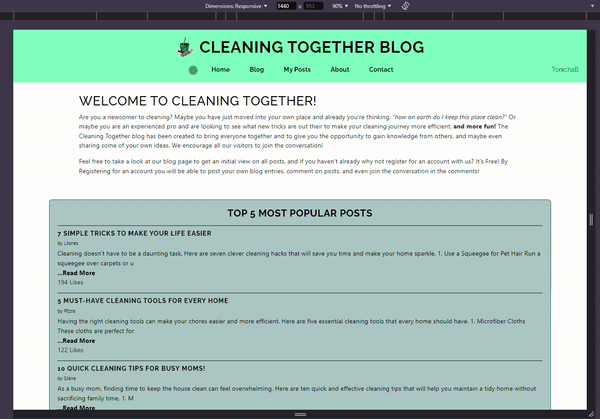 Dimensions: Responsive 1440 × 953 90% No throttling
CLEANING TOGETHER BLOG
Home Blog My Posts About Contact TonichaB
WELCOME TO CLEANING TOGETHER!
Are you a newcomer to cleaning? Maybe you have just moved into your own place and already you're thinking, "how on earth do I keep this place clean?" Or
maybe you are an experienced pro and are looking to see what new tricks are out their to make your cleaning journey more efficient, and more fun! The
Cleaning Together blog has been created to bring everyone together and to give you the opportunity to gain knowledge from others, and maybe even
sharing some of your own ideas. We encourage all our visitors to join the conversation!
Feel free to take a look at our blog page to get an initial view on all posts, and if you haven't already why not register for an account with us? It's Free! By
Registering for an account you will be able to post your own blog entries, comment on posts, and even join the conversation in the comments!
TOP 5 MOST POPULAR POSTS
7 SIMPLE TRICKS TO MAKE YOUR LIFE EASIER
by LJones
Cleaning doesn't have to be a daunting task. Here are seven clever cleaning hacks that will save you time and make your home sparkle. 1. Use a Squeegee for Pet Hair Run a
squeegee over carpets or u
...Read More
194 Likes
5 MUST-HAVE CLEANING TOOLS FOR EVERY HOME
by
Having the right cleaning tools can make your chores easier and more efficient. Here are five essential cleaning tools that every home should have. 1. Microfiber Cloths
These cloths are perfect for
...Read More
122 Likes
10 QUICK CLEANING TIPS FOR BUSY MOMS!
by
As a busy mom, finding time to keep the house clean can feel overwhelming. Here are ten quick and effective cleaning tips that will help you maintain a tidy home without
sacrificing family time. 1. M
...Read More